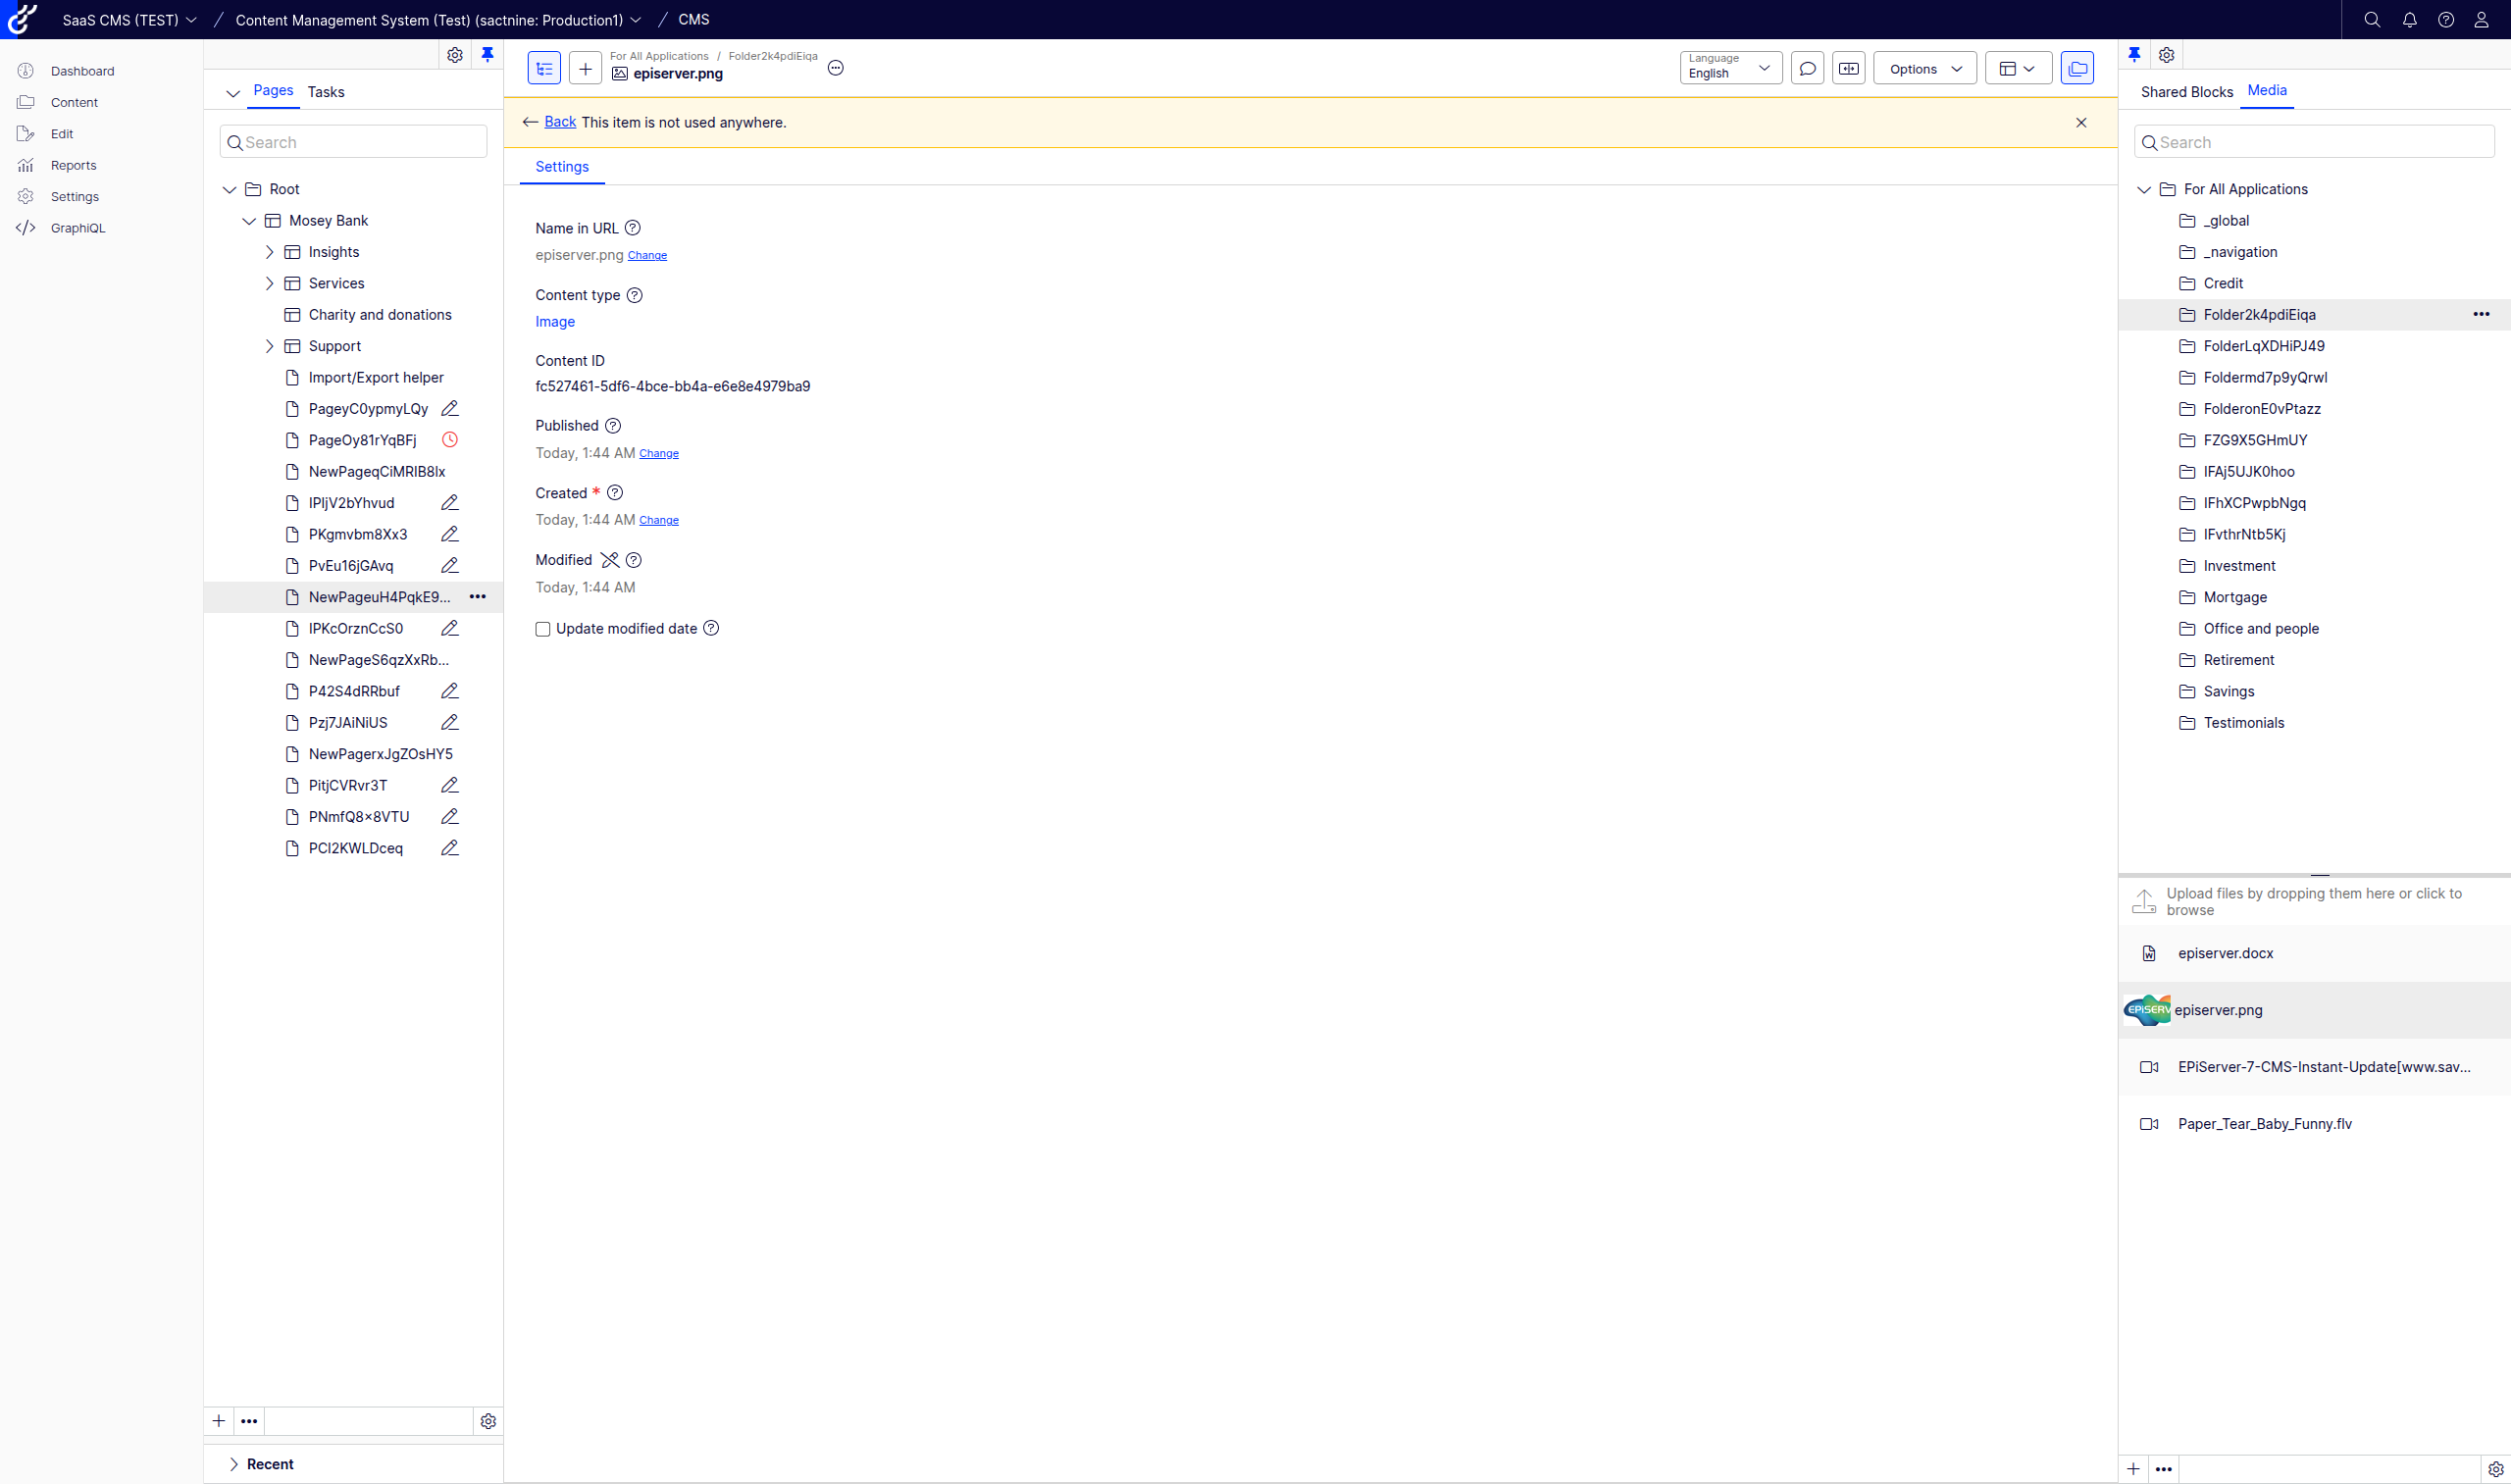 SaaS CMS (TEST) / Content Management System (Test) (sactnine: Production1) / CMS
Dashboard
Content
Edit
Reports
Settings
GraphiQL
Pages Tasks
Search
Root
Mosey Bank
Insights
Services
Charity and donations
Support
Import/Export helper
PageyC0ypmyLQy
PageOy81rYqBFj
NewPageqCiMRIB8lx
IPIjV2bYhvud
PKgmvbm8Xx3
PvEu16jGAvq
NewPageuH4PqkE9...
IPKcOrznCcS0
NewPageS6qzXxRb...
P42S4dRRbuf
Pzj7JAiNiUS
NewPagerxJgZOsHY5
PitjCVRvr3T
PNmfQ8×8VTU
PCl2KWLDceq
Recent
For All Applications / Folder2k4pdiEiqa
episerver.png
Language
English
Options
Back This item is not used anywhere.
Settings
Name in URL
episerver.png Change
Content type
Image
Content ID
fc527461-5df6-4bce-bb4a-e6e8e4979ba9
Published
Today, 1:44 AM Change
Created *
Today, 1:44 AM Change
Modified
Today, 1:44 AM
Update modified date
Shared Blocks Media
Search
For All Applications
_global
_navigation
Credit
Folder2k4pdiEiqa
FolderLqXDHiPJ49
Foldermd7p9yQrwl
FolderonE0vPtazz
FZG9X5GHmUY
IFAj5UJK0hoo
IFhXCPwpbNgq
IFvthrNtb5Kj
Investment
Mortgage
Office and people
Retirement
Savings
Testimonials
Upload files by dropping them here or click to
browse
episerver.docx
EPISERV episerver.png
EPiServer-7-CMS-Instant-Update[www.sav...
Paper_Tear_Baby_Funny.flv